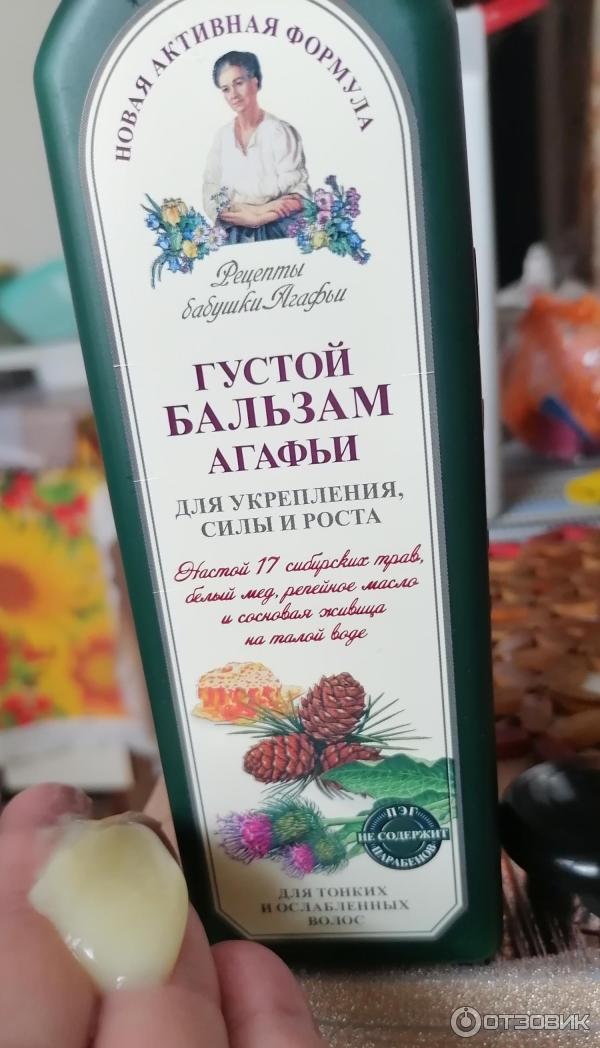 НОВАЯ АКТИВНАЯ ФОРМУЛА
Рецепты
бабушки Агафьи
ГУСТОЙ
БАЛЬЗАМ
АГАФЬИ
ДЛЯ УКРЕПЛЕНИЯ,
СИЛЫ И РОСТА
Настой 17 сибирских трав,
белый мед, репейное масло
и сосновая живица
на талой воде
ПЭГ
НЕ СОДЕРЖИТ
ПАРАБЕНОВ
ДЛЯ ТОНКИХ
И ОСЛАБЛЕННЫХ
ВОЛОС
ОТЗОВИК